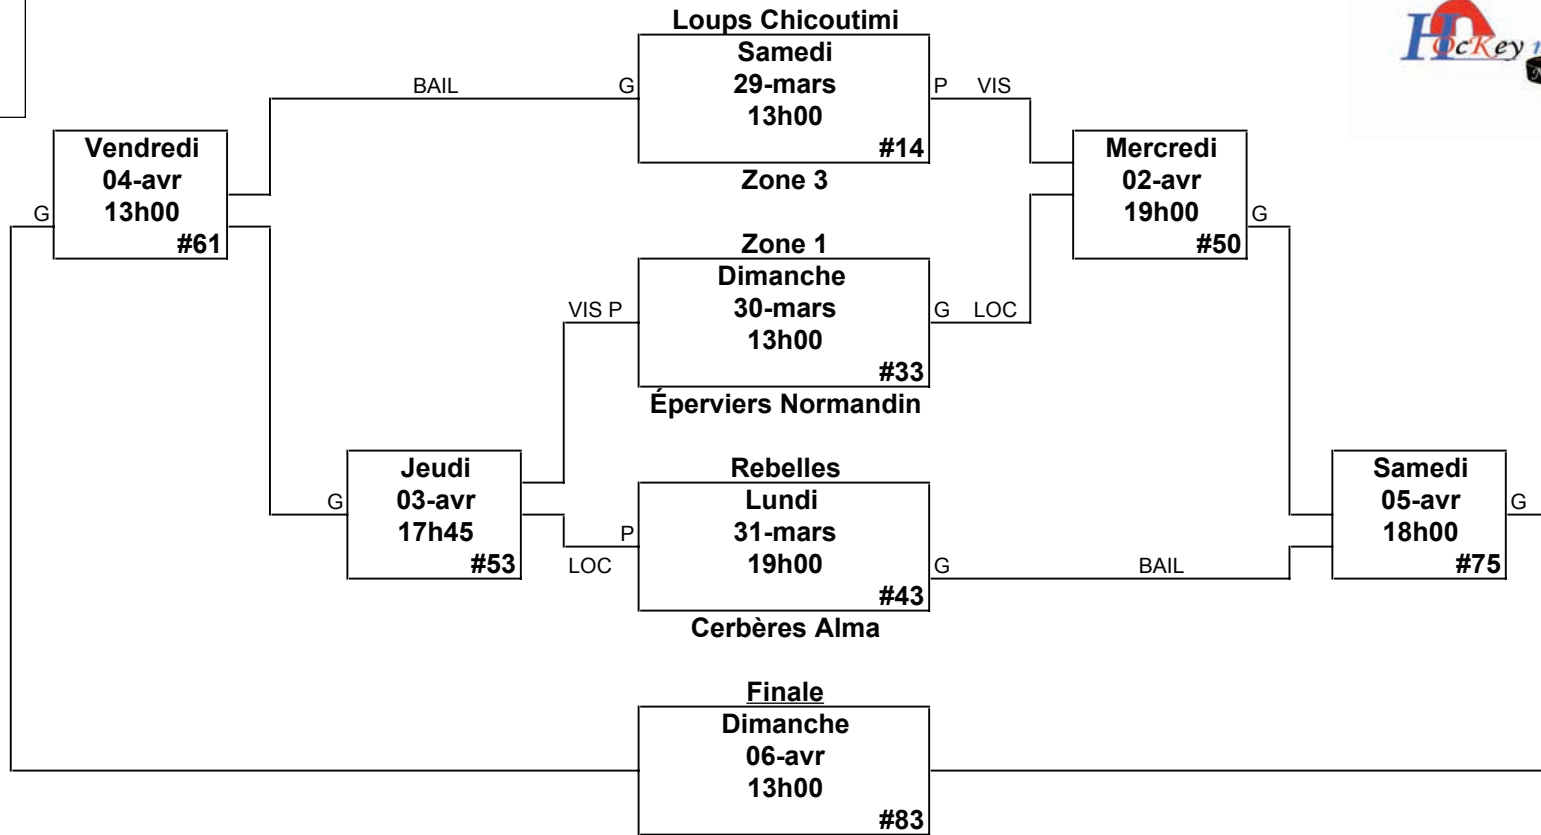 Loups Chicoutimi
Samedi
29-mars
13h00
#14
Zone 3
BAIL
G
P VIS
Hockey
Vendredi
04-avr
13h00
#61
G
Mercredi
02-avr
19h00
#50
G
Zone 1
Dimanche
30-mars
13h00
#33
Éperviers Normandin
VIS P
G LOC
Jeudi
03-avr
17h45
#53
G
Rebelles
Lundi
31-mars
19h00
#43
Cerbères Alma
P
LOC
G
BAIL
Samedi
05-avr
18h00
#75
G
Finale
Dimanche
06-avr
13h00
#83